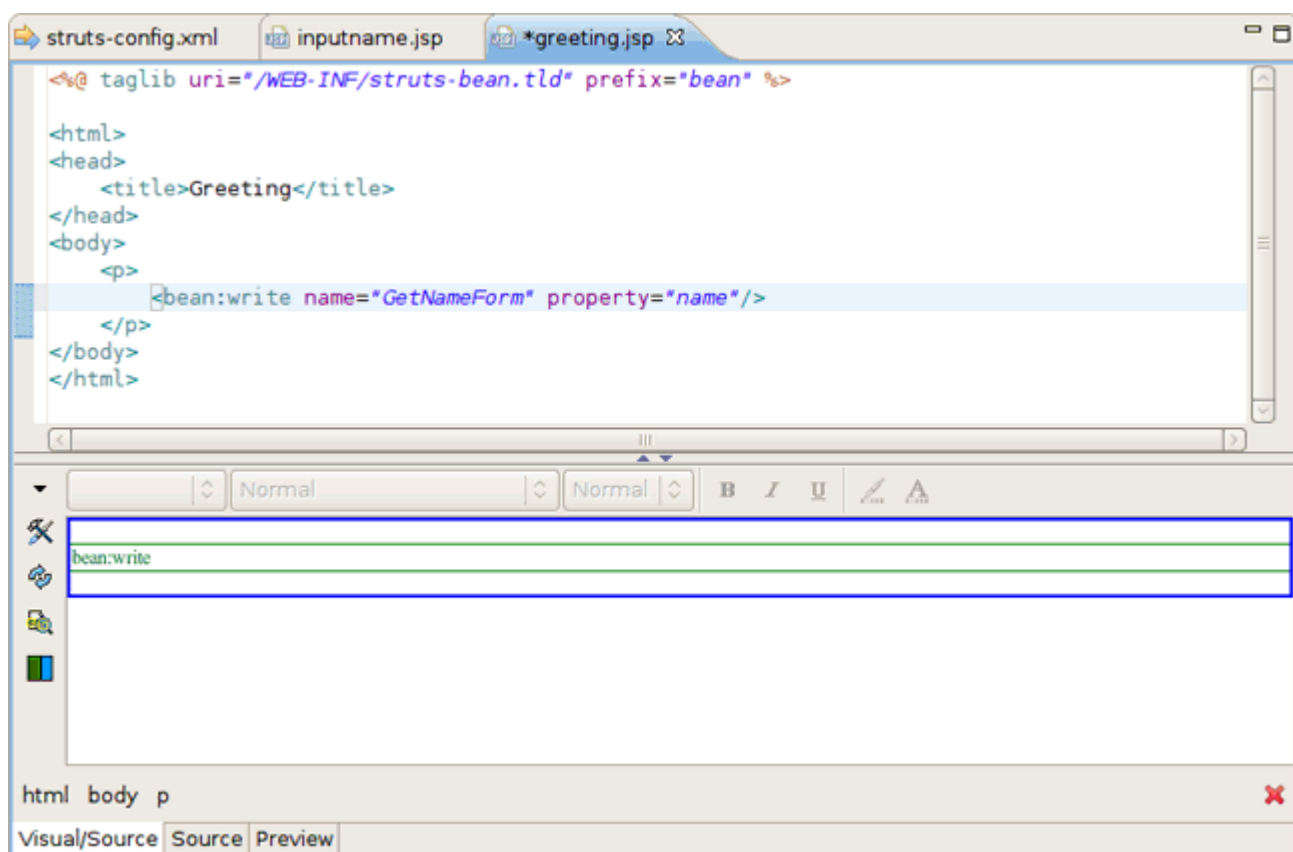 struts-config.xml inputname.jsp *greeting.jsp
<%@ taglib uri="/WEB-INF/struts-bean.tld" prefix="bean" %>
<html>
<head>
<title>Greeting</title>
</head>
<body>
<p>
<bean:write name="GetNameForm" property="name"/>
</p>
</body>
</html>
Normal Normal B I U A
bean:write
html body p
Visual/Source Source Preview